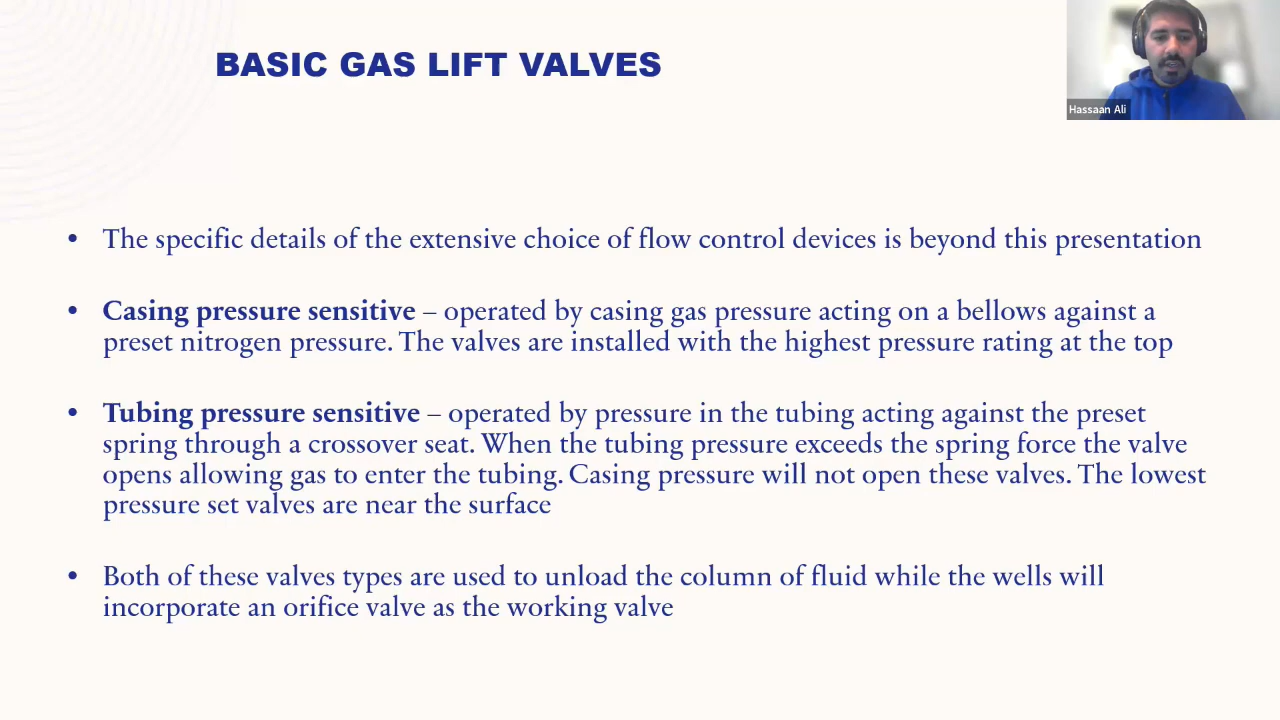 BASIC GAS LIFT VALVES
Hassaan Ali
• The specific details of the extensive choice of flow control devices is beyond this presentation
• Casing pressure sensitive – operated by casing gas pressure acting on a bellows against a
preset nitrogen pressure. The valves are installed with the highest pressure rating at the top
• Tubing pressure sensitive – operated by pressure in the tubing acting against the preset
spring through a crossover seat. When the tubing pressure exceeds the spring force the valve
opens allowing gas to enter the tubing. Casing pressure will not open these valves. The lowest
pressure set valves are near the surface
• Both of these valves types are used to unload the column of fluid while the wells will
incorporate an orifice valve as the working valve